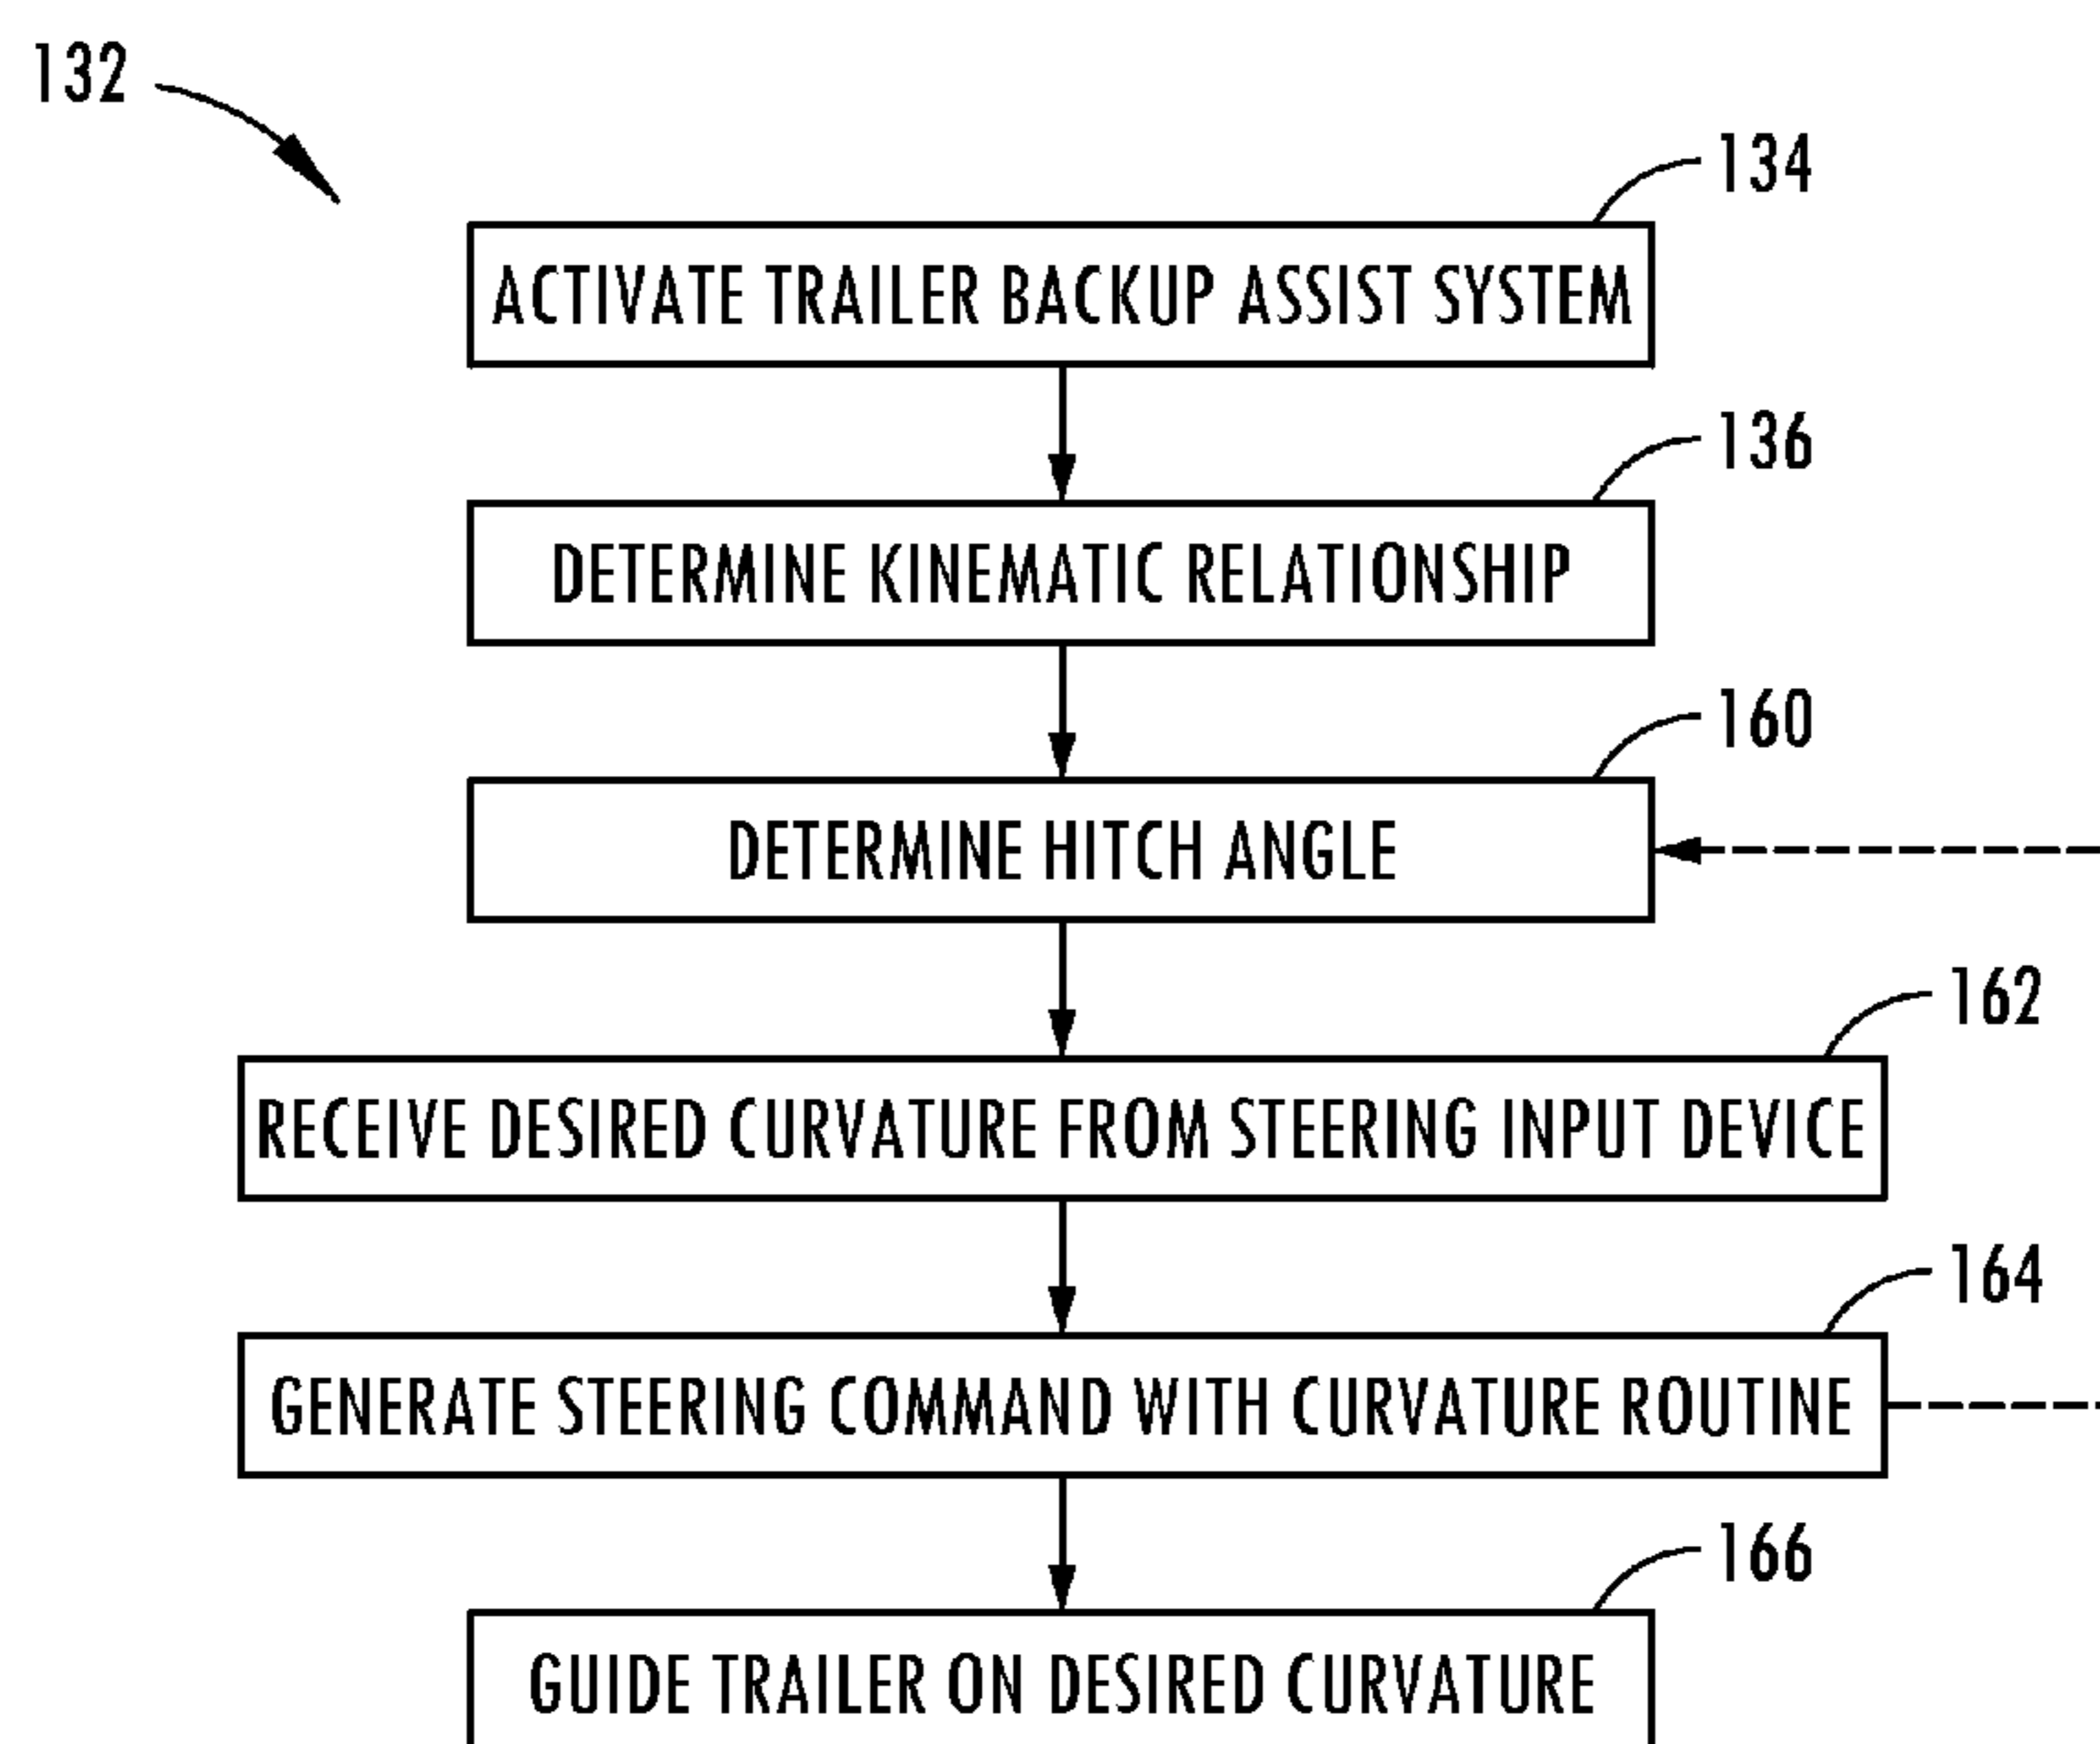 132
134
ACTIVATE TRAILER BACKUP ASSIST SYSTEM
136
DETERMINE KINEMATIC RELATIONSHIP
160
DETERMINE HITCH ANGLE
162
RECEIVE DESIRED CURVATURE FROM STEERING INPUT DEVICE
164
GENERATE STEERING COMMAND WITH CURVATURE ROUTINE
166
GUIDE TRAILER ON DESIRED CURVATURE